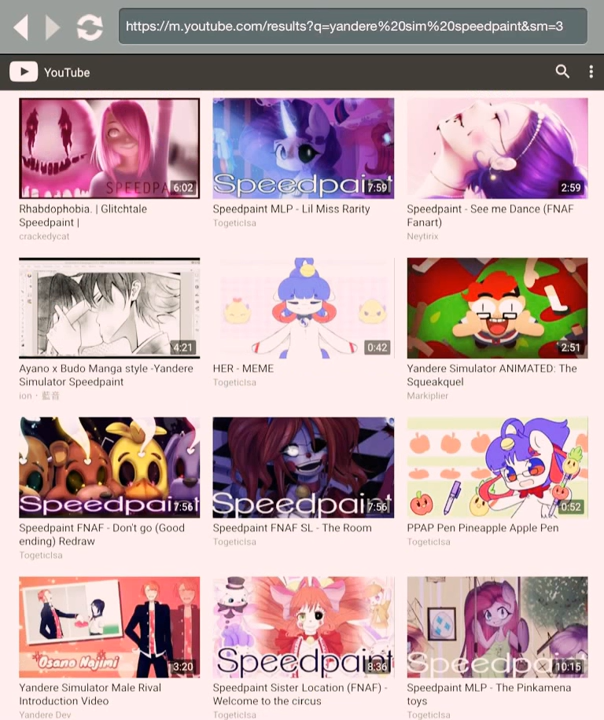 https://m.youtube.com/results?q=yandere%20sim%20speedpaint&sm=3
YouTube
SPEEDPA
6:02
Speedpaint
7:59
2:59
Rhabdophobia. | Glitchtale
Speedpaint |
crackedycat
Speedpaint MLP - Lil Miss Rarity
TogeticIsa
Speedpaint - See me Dance (FNAF
Fanart)
Neytirix
4:21
0:42
2:51
Ayano x Budo Manga style -Yandere
Simulator Speedpaint
ion · 藍音
HER - MEME
TogeticIsa
Yandere Simulator ANIMATED: The
Squeakquel
Markiplier
Speedpaint
7:56
Speedpaint
7:56
0:52
Speedpaint FNAF - Don't go (Good
ending) Redraw
TogeticIsa
Speedpaint FNAF SL - The Room
TogeticIsa
PPAP Pen Pineapple Apple Pen
TogeticIsa
Osano Najimi
3:20
Speedpaint
8:36
Speedpaint
10:15
Yandere Simulator Male Rival
Introduction Video
Yandere Dev
Speedpaint Sister Location (FNAF) -
Welcome to the circus
TogeticIsa
Speedpaint MLP - The Pinkamena
toys
TogeticIsa